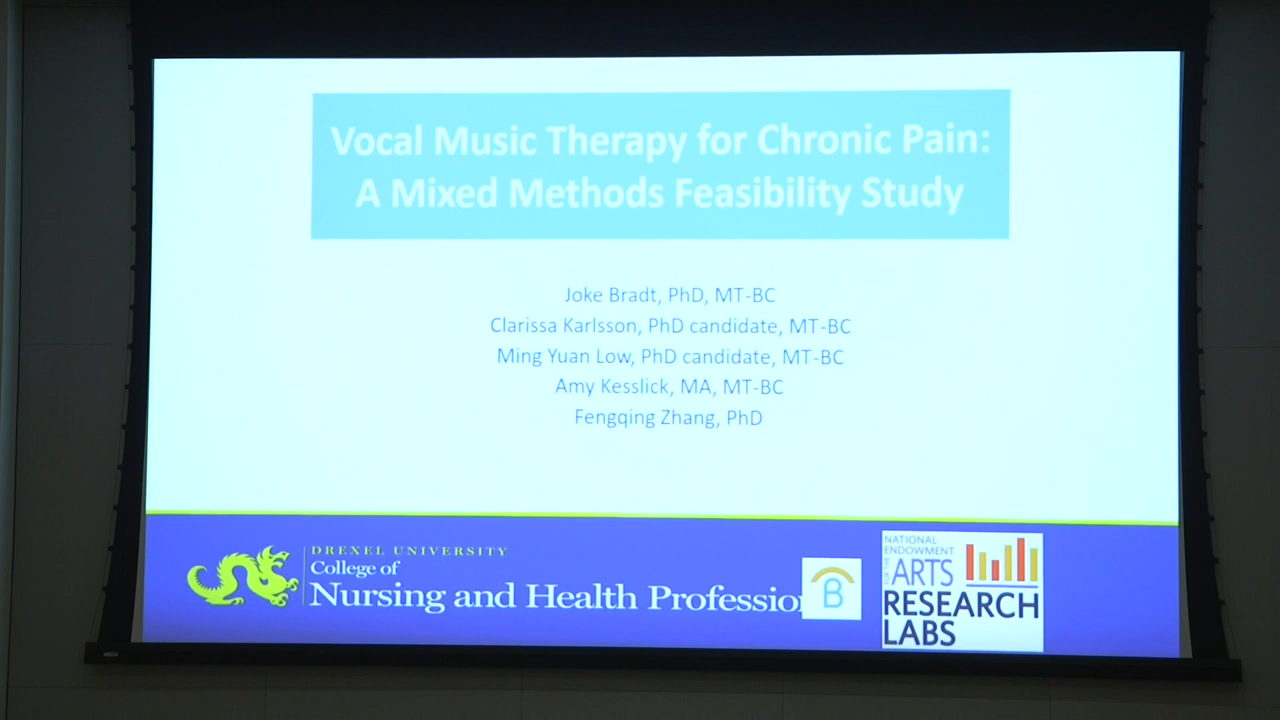 Vocal Music Therapy for Chronic Pain:
A Mixed Methods Feasibility Study
Joke Bradt, PhD, MT-BC
Clarissa Karlsson, PhD candidate, MT-BC
Ming Yuan Low, PhD candidate, MT-BC
Amy Kesslick, MA, MT-BC
Fengqing Zhang, PhD
DREXEL UNIVERSITY
College of
Nursing and Health Professio
B
NATIONAL
ENDOWMENT
FOR THE
ARTS
RESEARCH
LABS